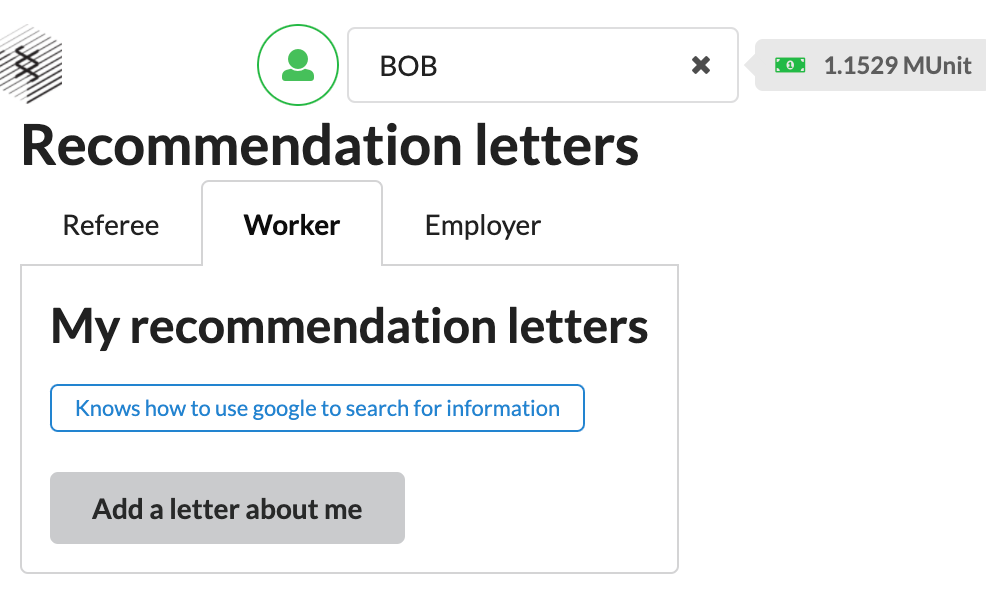 BOB
1.1529 MUnit
Recommendation letters
Referee
Worker
Employer
My recommendation letters
Knows how to use google to search for information
Add a letter about me